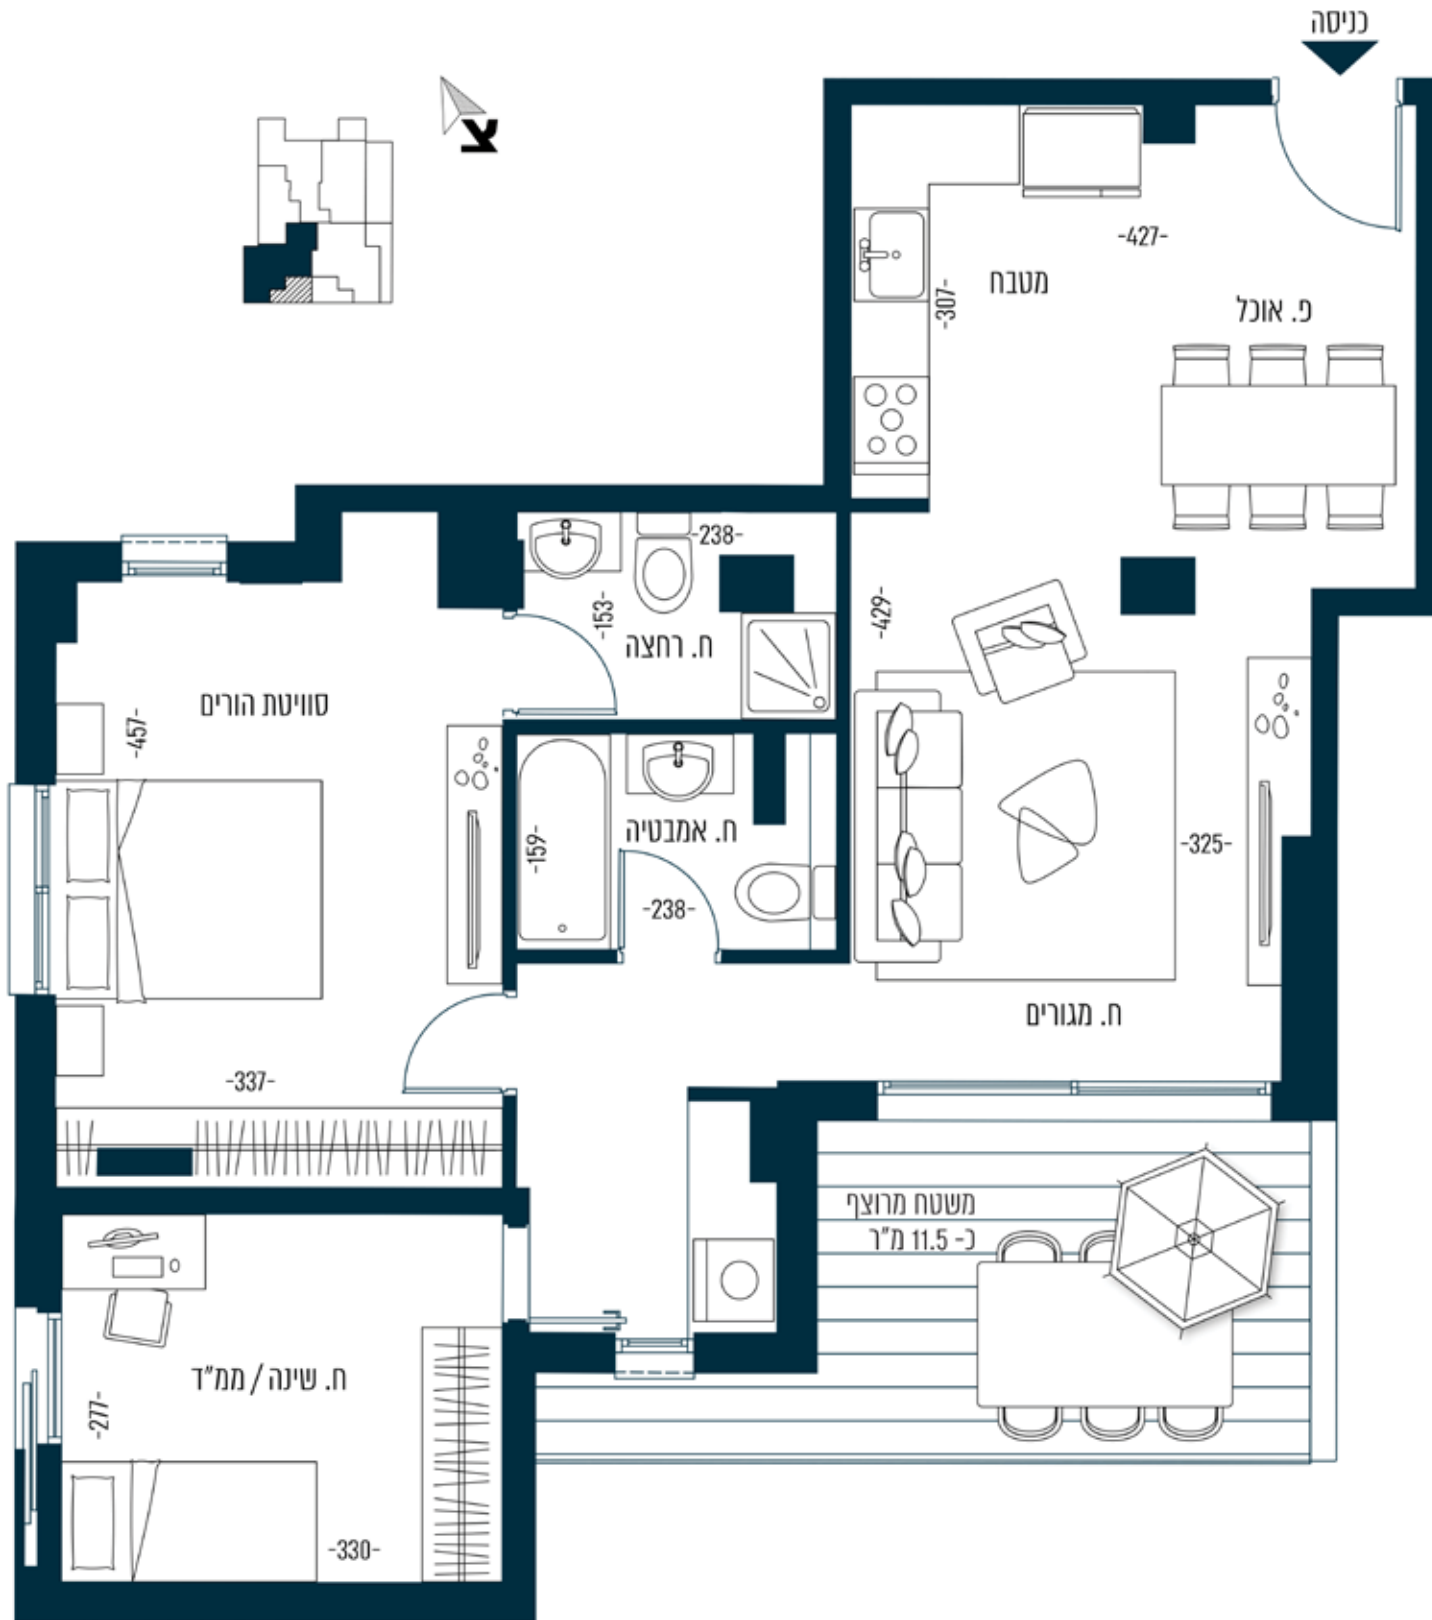 כניסה
צ
-427-
מטבח
-307-
פ. אוכל
-238-
-153-
ח. רחצה
-429-
סוויטת הורים
-457-
ח. אמבטיה
-159-
-238-
-325-
ח. מגורים
-337-
משטח מרוצף
כ- 11.5 מ"ר
ח. שינה / ממ"ד
-277-
-330-